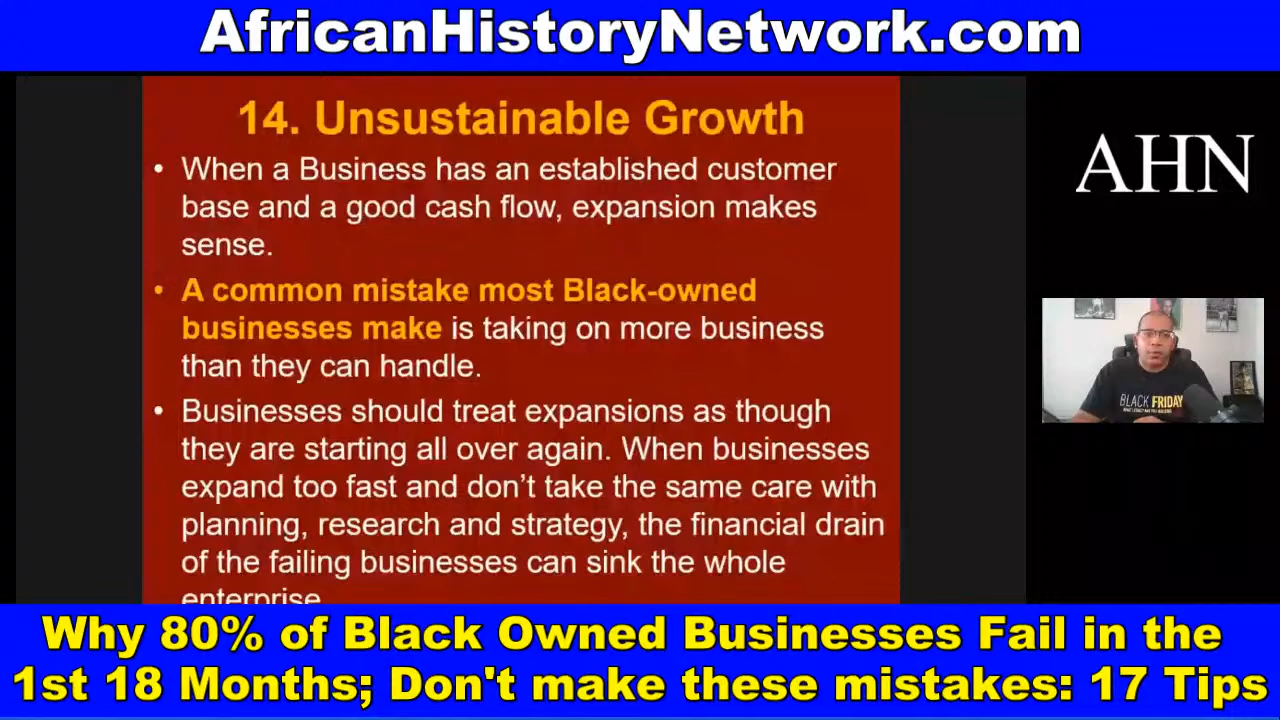 AfricanHistoryNetwork.com
14. Unsustainable Growth
• When a Business has an established customer
base and a good cash flow, expansion makes
sense.
• A common mistake most Black-owned
businesses make is taking on more business
than they can handle.
• Businesses should treat expansions as though
they are starting all over again. When businesses
expand too fast and don’t take the same care with
planning, research and strategy, the financial drain
of the failing businesses can sink the whole
enterprise.
AHN
BLACK FRIDAY
Why 80% of Black Owned Businesses Fail in the
1st 18 Months; Don't make these mistakes: 17 Tips